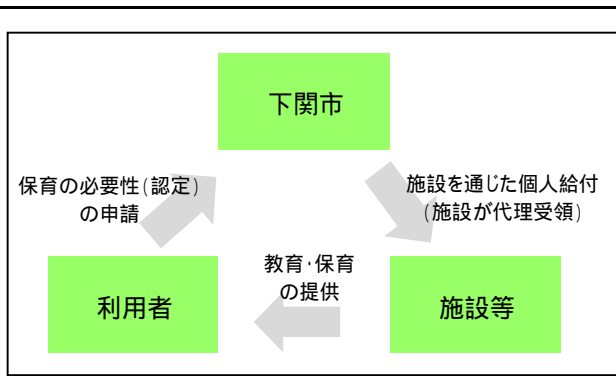 下関市
保育の必要性(認定)
の申請
施設を通じた個人給付
(施設が代理受領)
教育・保育
の提供
利用者
施設等